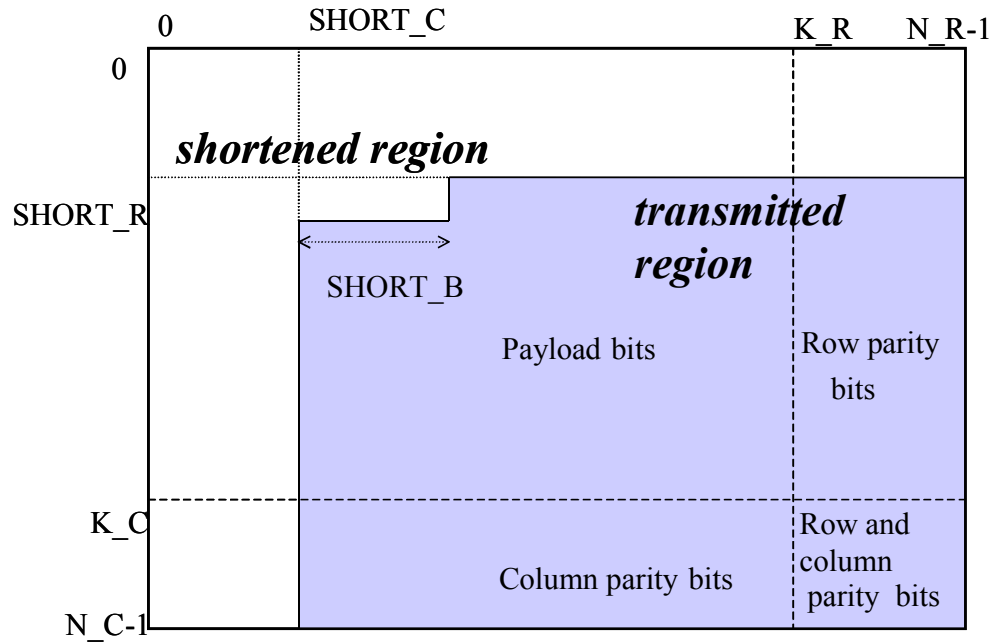 0
SHORT_C
K_R
N_R-1
0
shortened region
SHORT_R
transmitted
region
SHORT_B
Payload bits
Row parity
bits
K_C
Row and
column
parity bits
Column parity bits
N_C-1